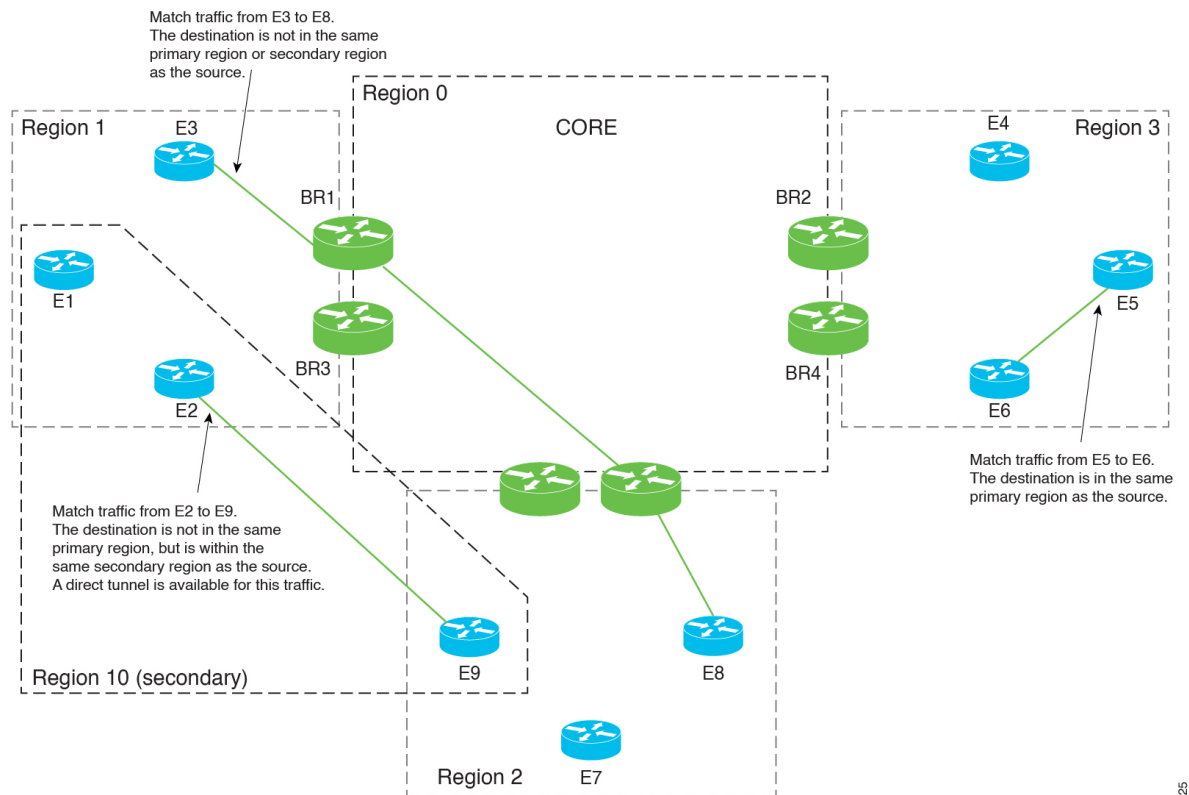 Match traffic from E3 to E8.
The destination is not in the same
primary region or secondary region
as the source.
Region 0
CORE
Region 1
E3
E4
Region 3
BR1
BR2
E1
E5
BR3
BR4
E2
E6
Match traffic from E5 to E6.
The destination is in the same
primary region as the source.
Match traffic from E2 to E9.
The destination is not in the same
primary region, but is within the
same secondary region as the source.
A direct tunnel is available for this traffic.
Region 10 (secondary)
E9
E8
Region 2
E7
25